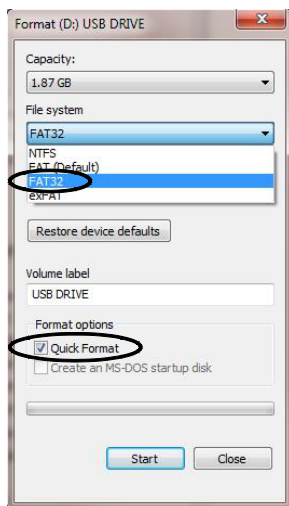 Format (D:) USB DRIVE
Capacity:
1.87 GB
File system
FAT32
NTFS
FAT (Default)
FAT32
exFAT
Restore device defaults
Volume label
USB DRIVE
Format options
Quick Format
Create an MS-DOS startup disk
Start Close